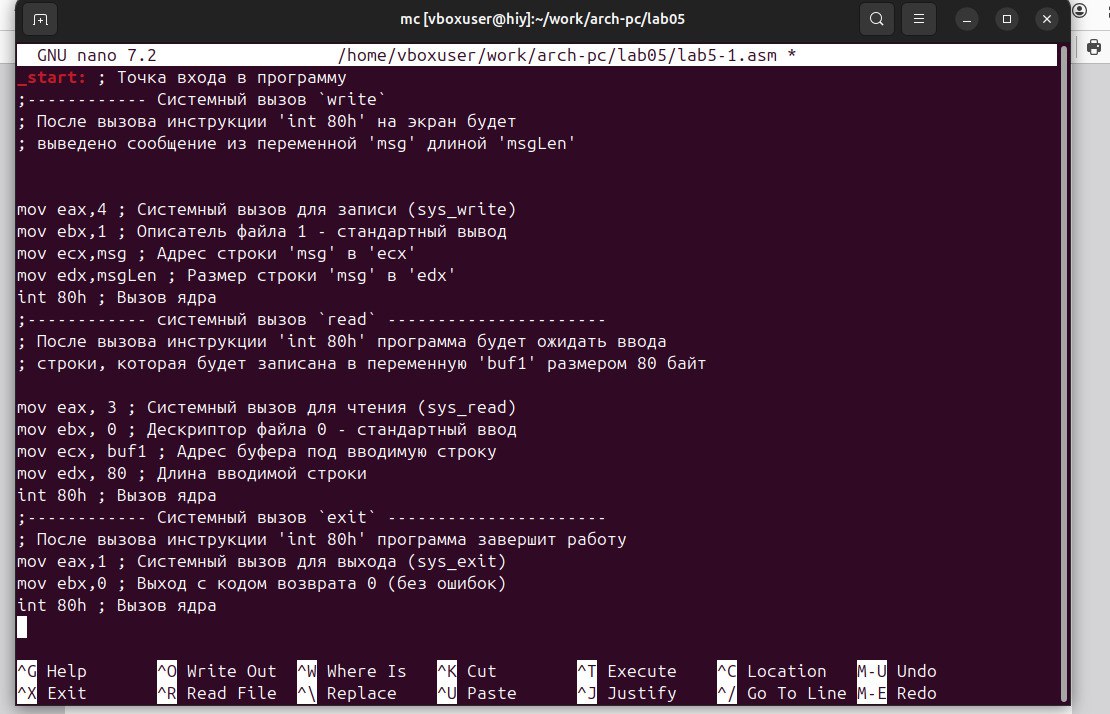 mc [vboxuser@hiy]:~/work/arch-pc/lab05
GNU nano 7.2 /home/vboxuser/work/arch-pc/lab05/lab5-1.asm *
_start: ; Точка входа в программу
;------------ Системный вызов `write`
; После вызова инструкции 'int 80h' на экран будет
; выведено сообщение из переменной 'msg' длиной 'msgLen'
mov eax,4 ; Системный вызов для записи (sys_write)
mov ebx,1 ; Описатель файла 1 - стандартный вывод
mov ecx,msg ; Адрес строки 'msg' в 'ecx'
mov edx,msgLen ; Размер строки 'msg' в 'edx'
int 80h ; Вызов ядра
;------------ системный вызов `read` ----------------------
; После вызова инструкции 'int 80h' программа будет ожидать ввода
; строки, которая будет записана в переменную 'buf1' размером 80 байт
mov eax, 3 ; Системный вызов для чтения (sys_read)
mov ebx, 0 ; Дескриптор файла 0 - стандартный ввод
mov ecx, buf1 ; Адрес буфера под вводимую строку
mov edx, 80 ; Длина вводимой строки
int 80h ; Вызов ядра
;------------ Системный вызов `exit` ----------------------
; После вызова инструкции 'int 80h' программа завершит работу
mov eax,1 ; Системный вызов для выхода (sys_exit)
mov ebx,0 ; Выход с кодом возврата 0 (без ошибок)
int 80h ; Вызов ядра
^G Help ^O Write Out ^W Where Is ^K Cut ^T Execute ^C Location M-U Undo
^X Exit ^R Read File ^\ Replace ^U Paste ^J Justify ^/ Go To Line M-E Redo